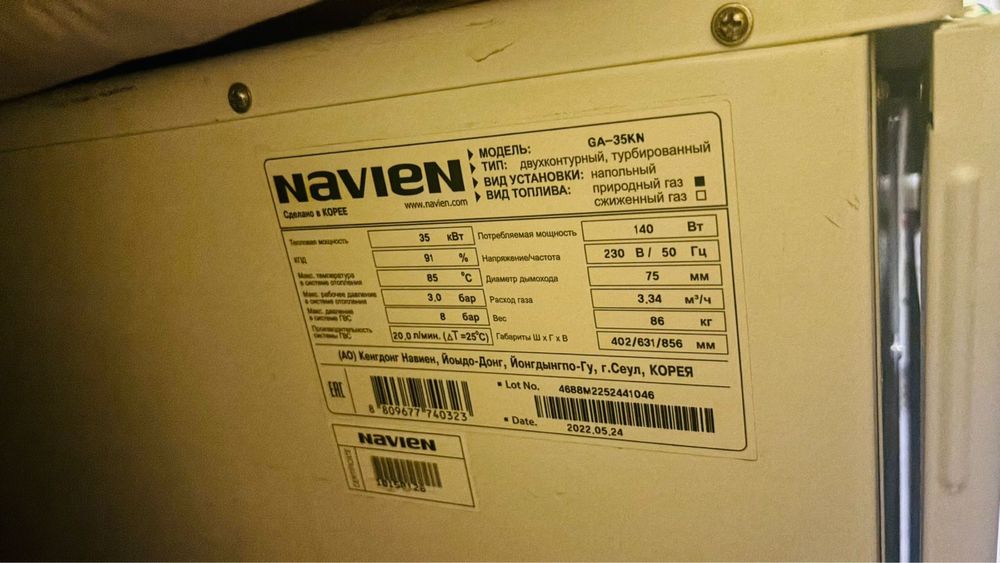 NAVIEN
Сделано в КОРЕЕ
www.navien.com
МОДЕЛЬ: GA-35KN
ТИП: двухконтурный, турбированный
ВИД УСТАНОВКИ: напольный
ВИД ТОПЛИВА: природный газ ■
сжиженный газ □
Тепловая мощность 35 кВт Потребляемая мощность 140 Вт
КПД 91 % Напряжение/частота 230 В/ 50 Гц
Макс. температура в системе отопления 85 °С Диаметр дымохода 75 мм
Макс. рабочее давление в системе отопления 3,0 бар Расход газа 3,34 м³/ч
Макс. давление в системе ГВС 8 бар Вес 86 кг
Производительность системы ГВС 20,0 л/мин. (ΔT=25°C) Габариты Ш х Г х В 402/631/856 мм
(АО) Кенгдонг Навиен, Йоыдо-Донг, Йонгдынгпо-Гу, г.Сеул, КОРЕЯ
EAC
8 809677 740323
▪ Lot No. 4688M2252441046
▪ Date. 2022.05.24
NAVIEN